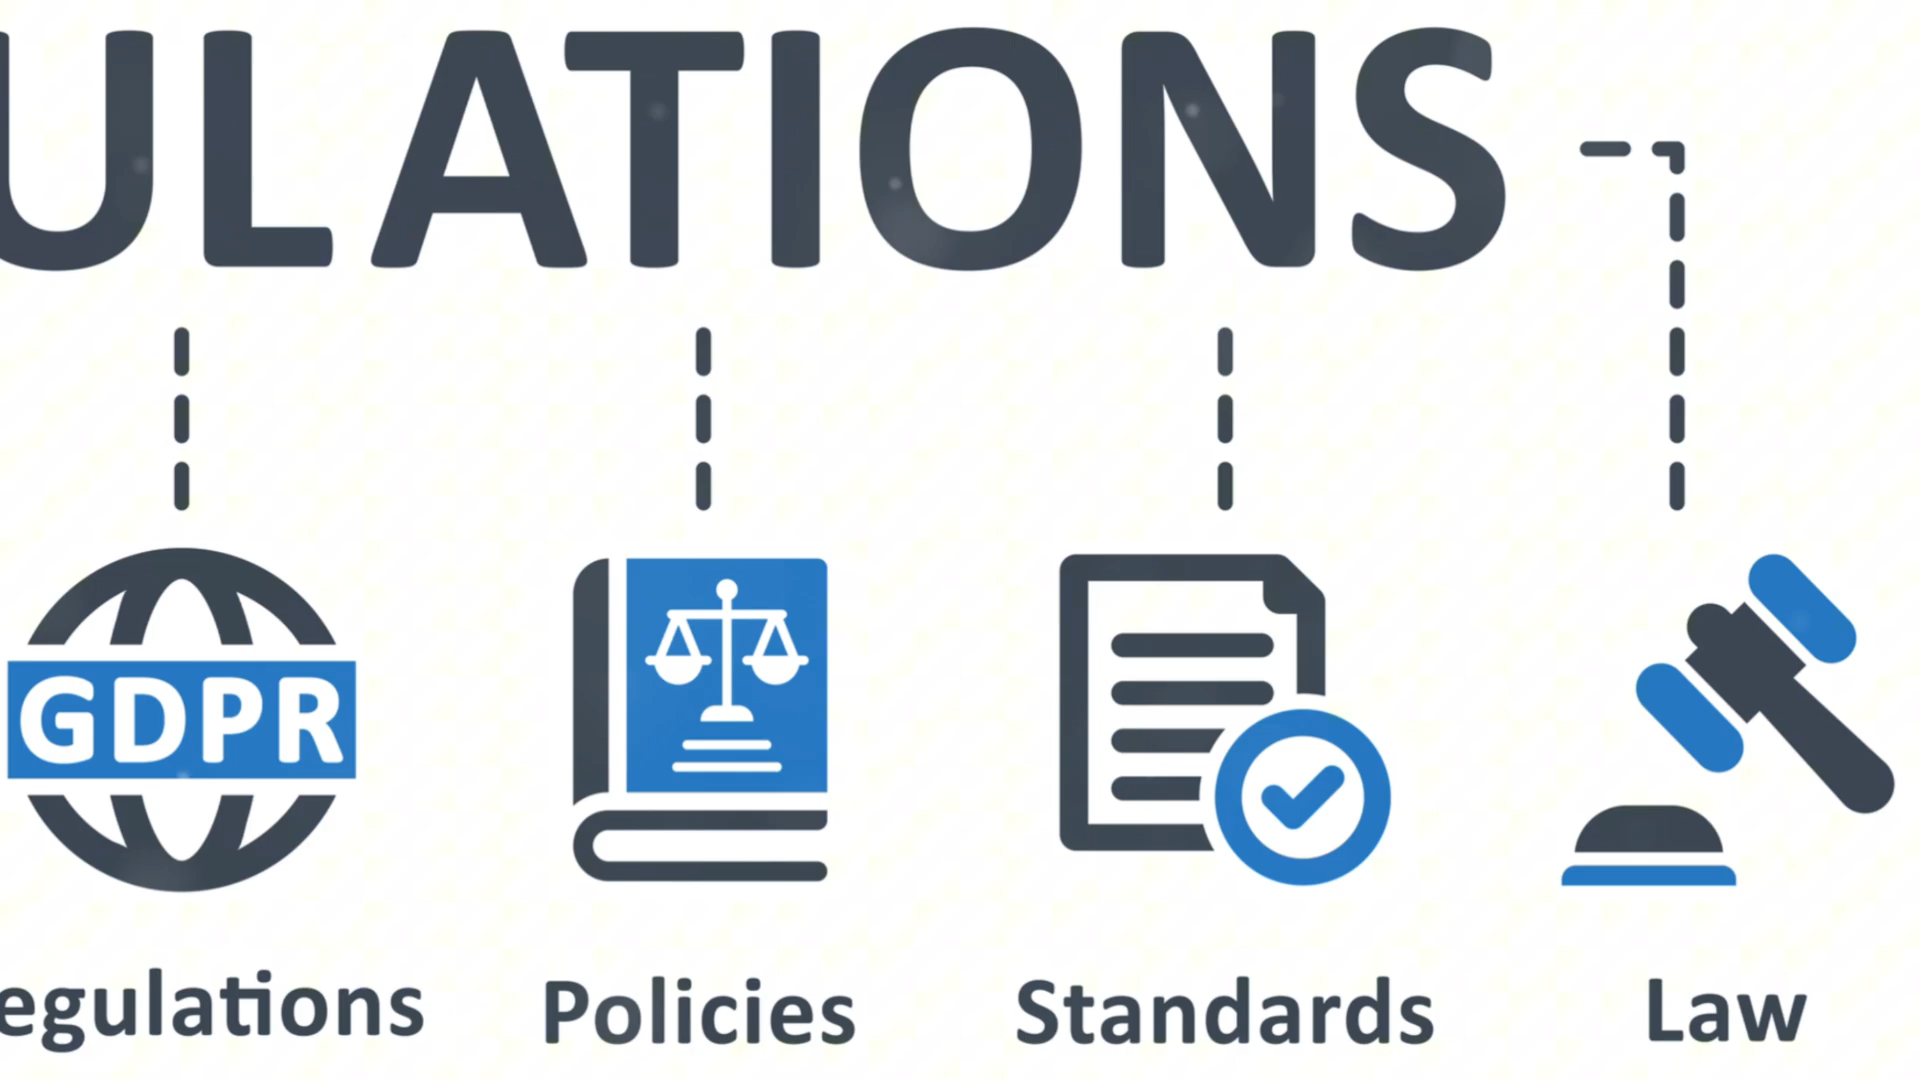 ULATIONS
GDPR
egulations
Policies
Standards
Law